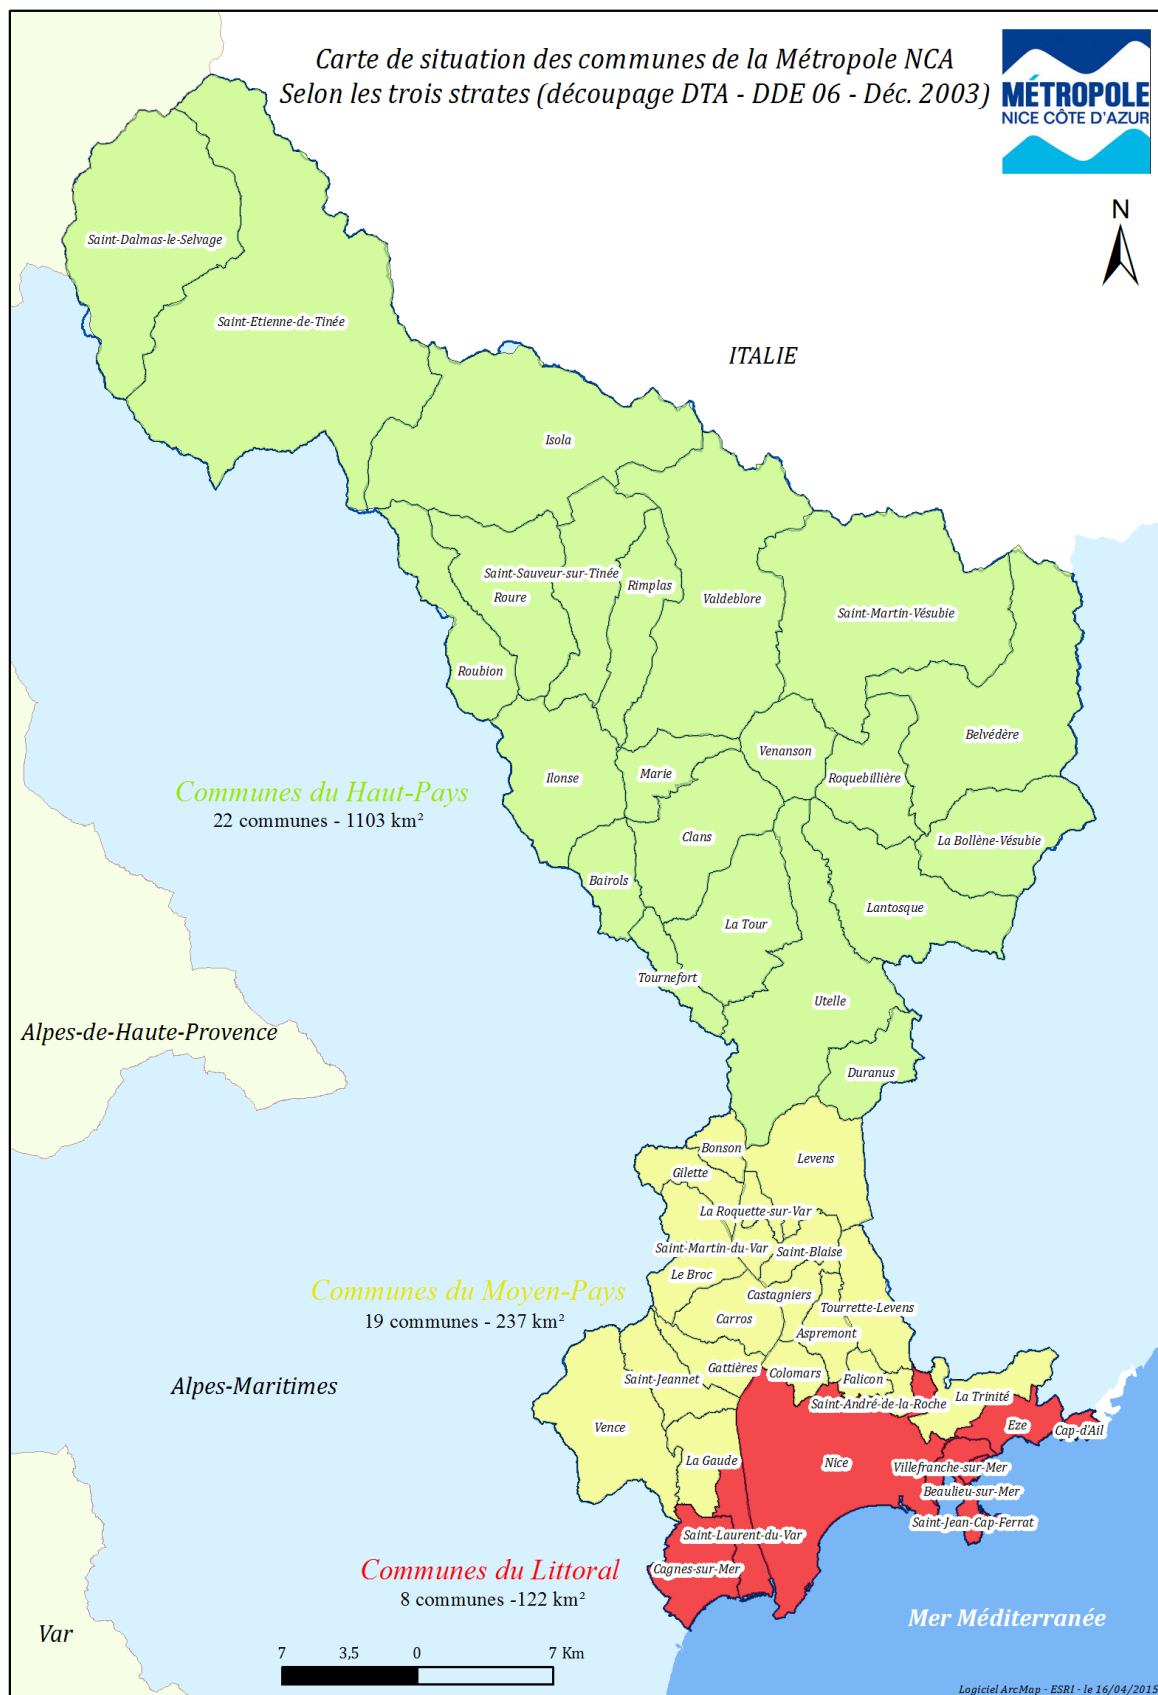 Carte de situation des communes de la Métropole NCA
Selon les trois strates (découpage DTA - DDE 06 - Déc. 2003)
MÉTROPOLE
NICE CÔTE D'AZUR
N
Saint-Dalmas-le-Selvage
Saint-Etienne-de-Tinée
ITALIE
Isola
Saint-Sauveur-sur-Tinée
Rimplas
Roure
Valdeblore
Saint-Martin-Vésubie
Roubion
Belvédère
Venanson
Marie
Ilonse
Roquebillière
Communes du Haut-Pays
22 communes - 1103 km²
Clans
La Bollène-Vésubie
Bairols
Lantosque
La Tour
Tournefort
Utelle
Alpes-de-Haute-Provence
Duranus
Bonson
Levens
Gilette
La Roquette-sur-Var
Saint-Martin-du-Var
Saint-Blaise
Le Broc
Communes du Moyen-Pays
19 communes - 237 km²
Castagniers
Tourrette-Levens
Carros
Aspremont
Gattières
Colomars
Saint-Jeannet
Falicon
Alpes-Maritimes
La Trinité
Saint-André-de-la-Roche
Vence
Eze
Cap-d'Ail
La Gaude
Nice
Villefranche-sur-Mer
Beaulieu-sur-Mer
Saint-Jean-Cap-Ferrat
Saint-Laurent-du-Var
Cagnes-sur-Mer
Communes du Littoral
8 communes -122 km²
Mer Méditerranée
Var
7 3,5 0 7 Km
Logiciel ArcMap - ESRI - le 16/04/2015